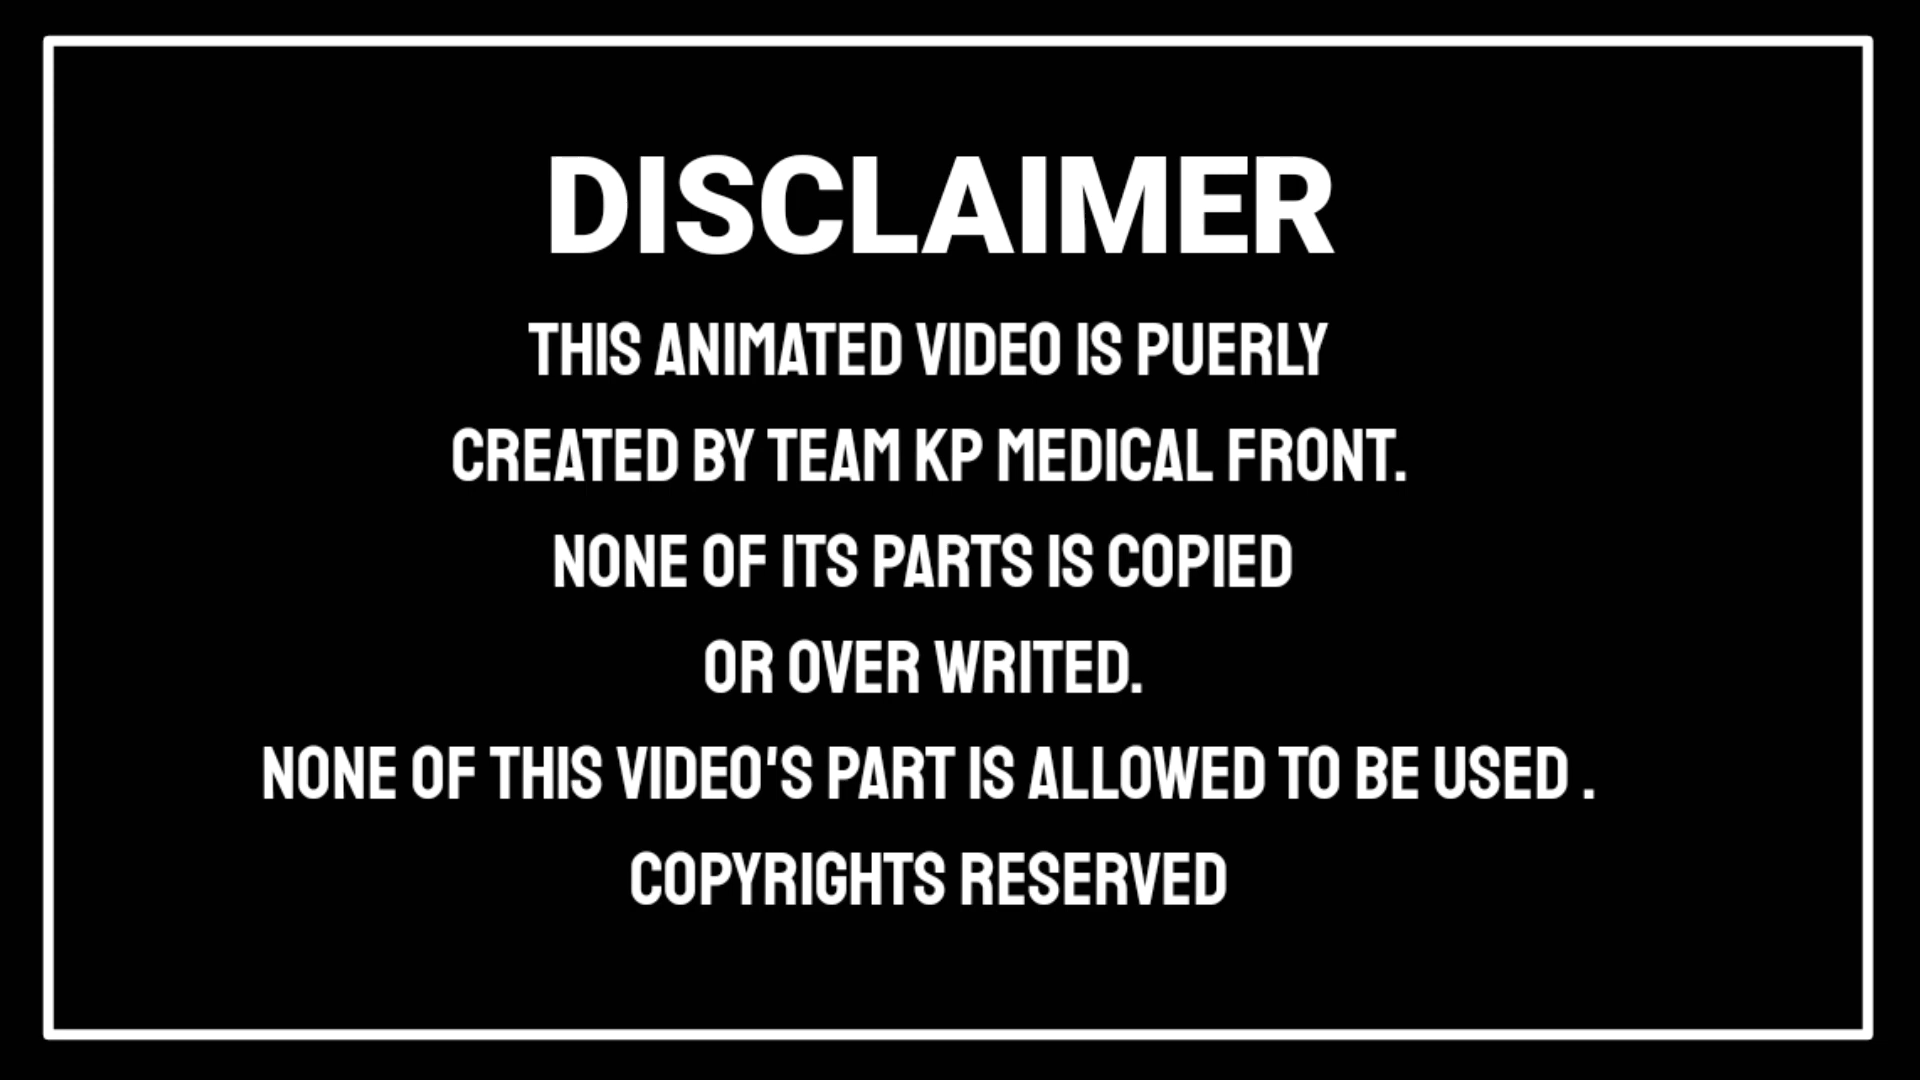 DISCLAIMER
THIS ANIMATED VIDEO IS PUERLY
CREATED BY TEAM KP MEDICAL FRONT.
NONE OF ITS PARTS IS COPIED
OR OVER WRITED.
NONE OF THIS VIDEO'S PART IS ALLOWED TO BE USED .
COPYRIGHTS RESERVED